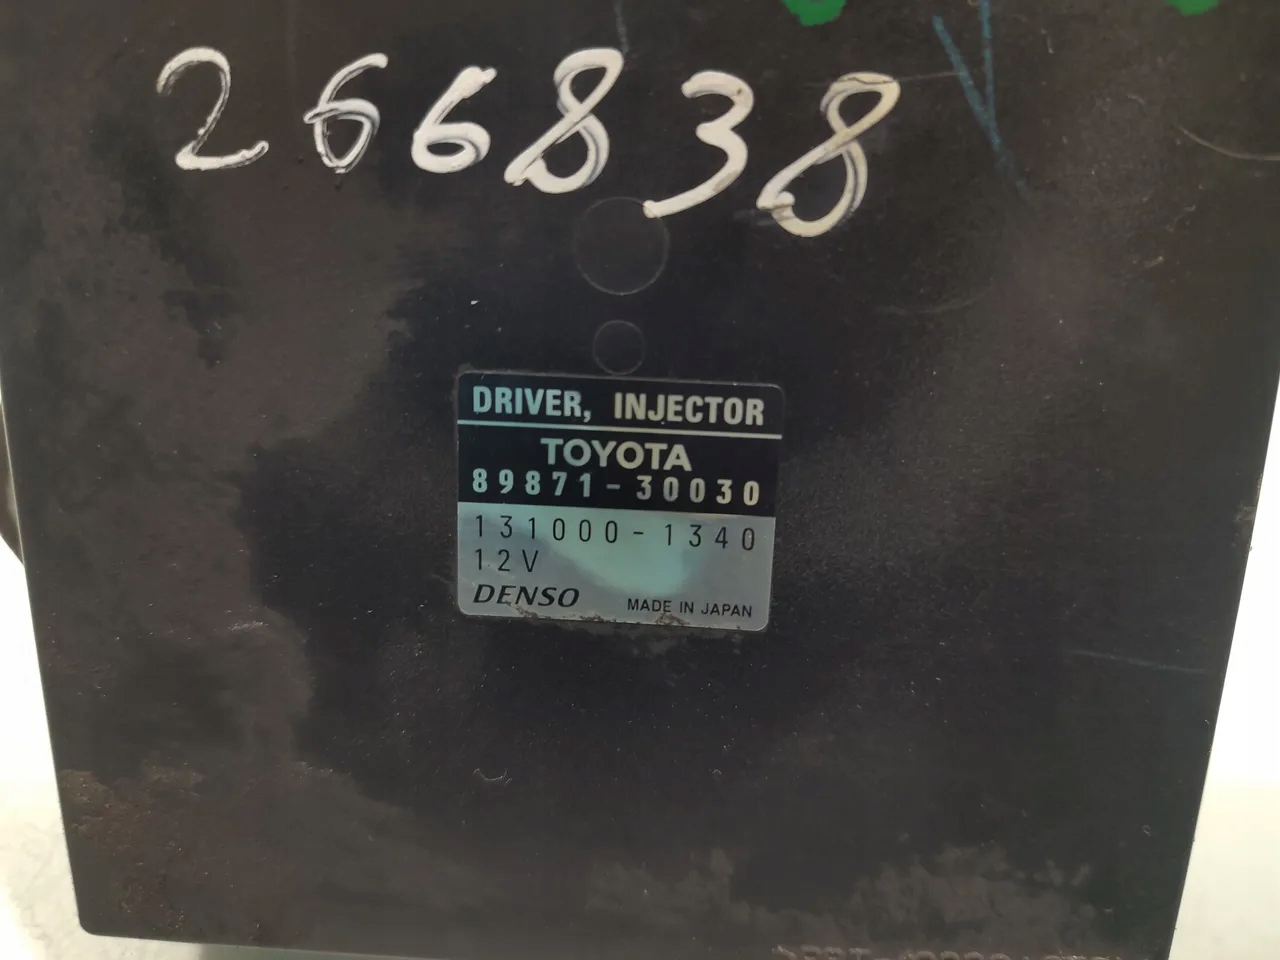 266838
DRIVER, INJECTOR
TOYOTA
89871-30030
131000-1340
12V
DENSO MADE IN JAPAN